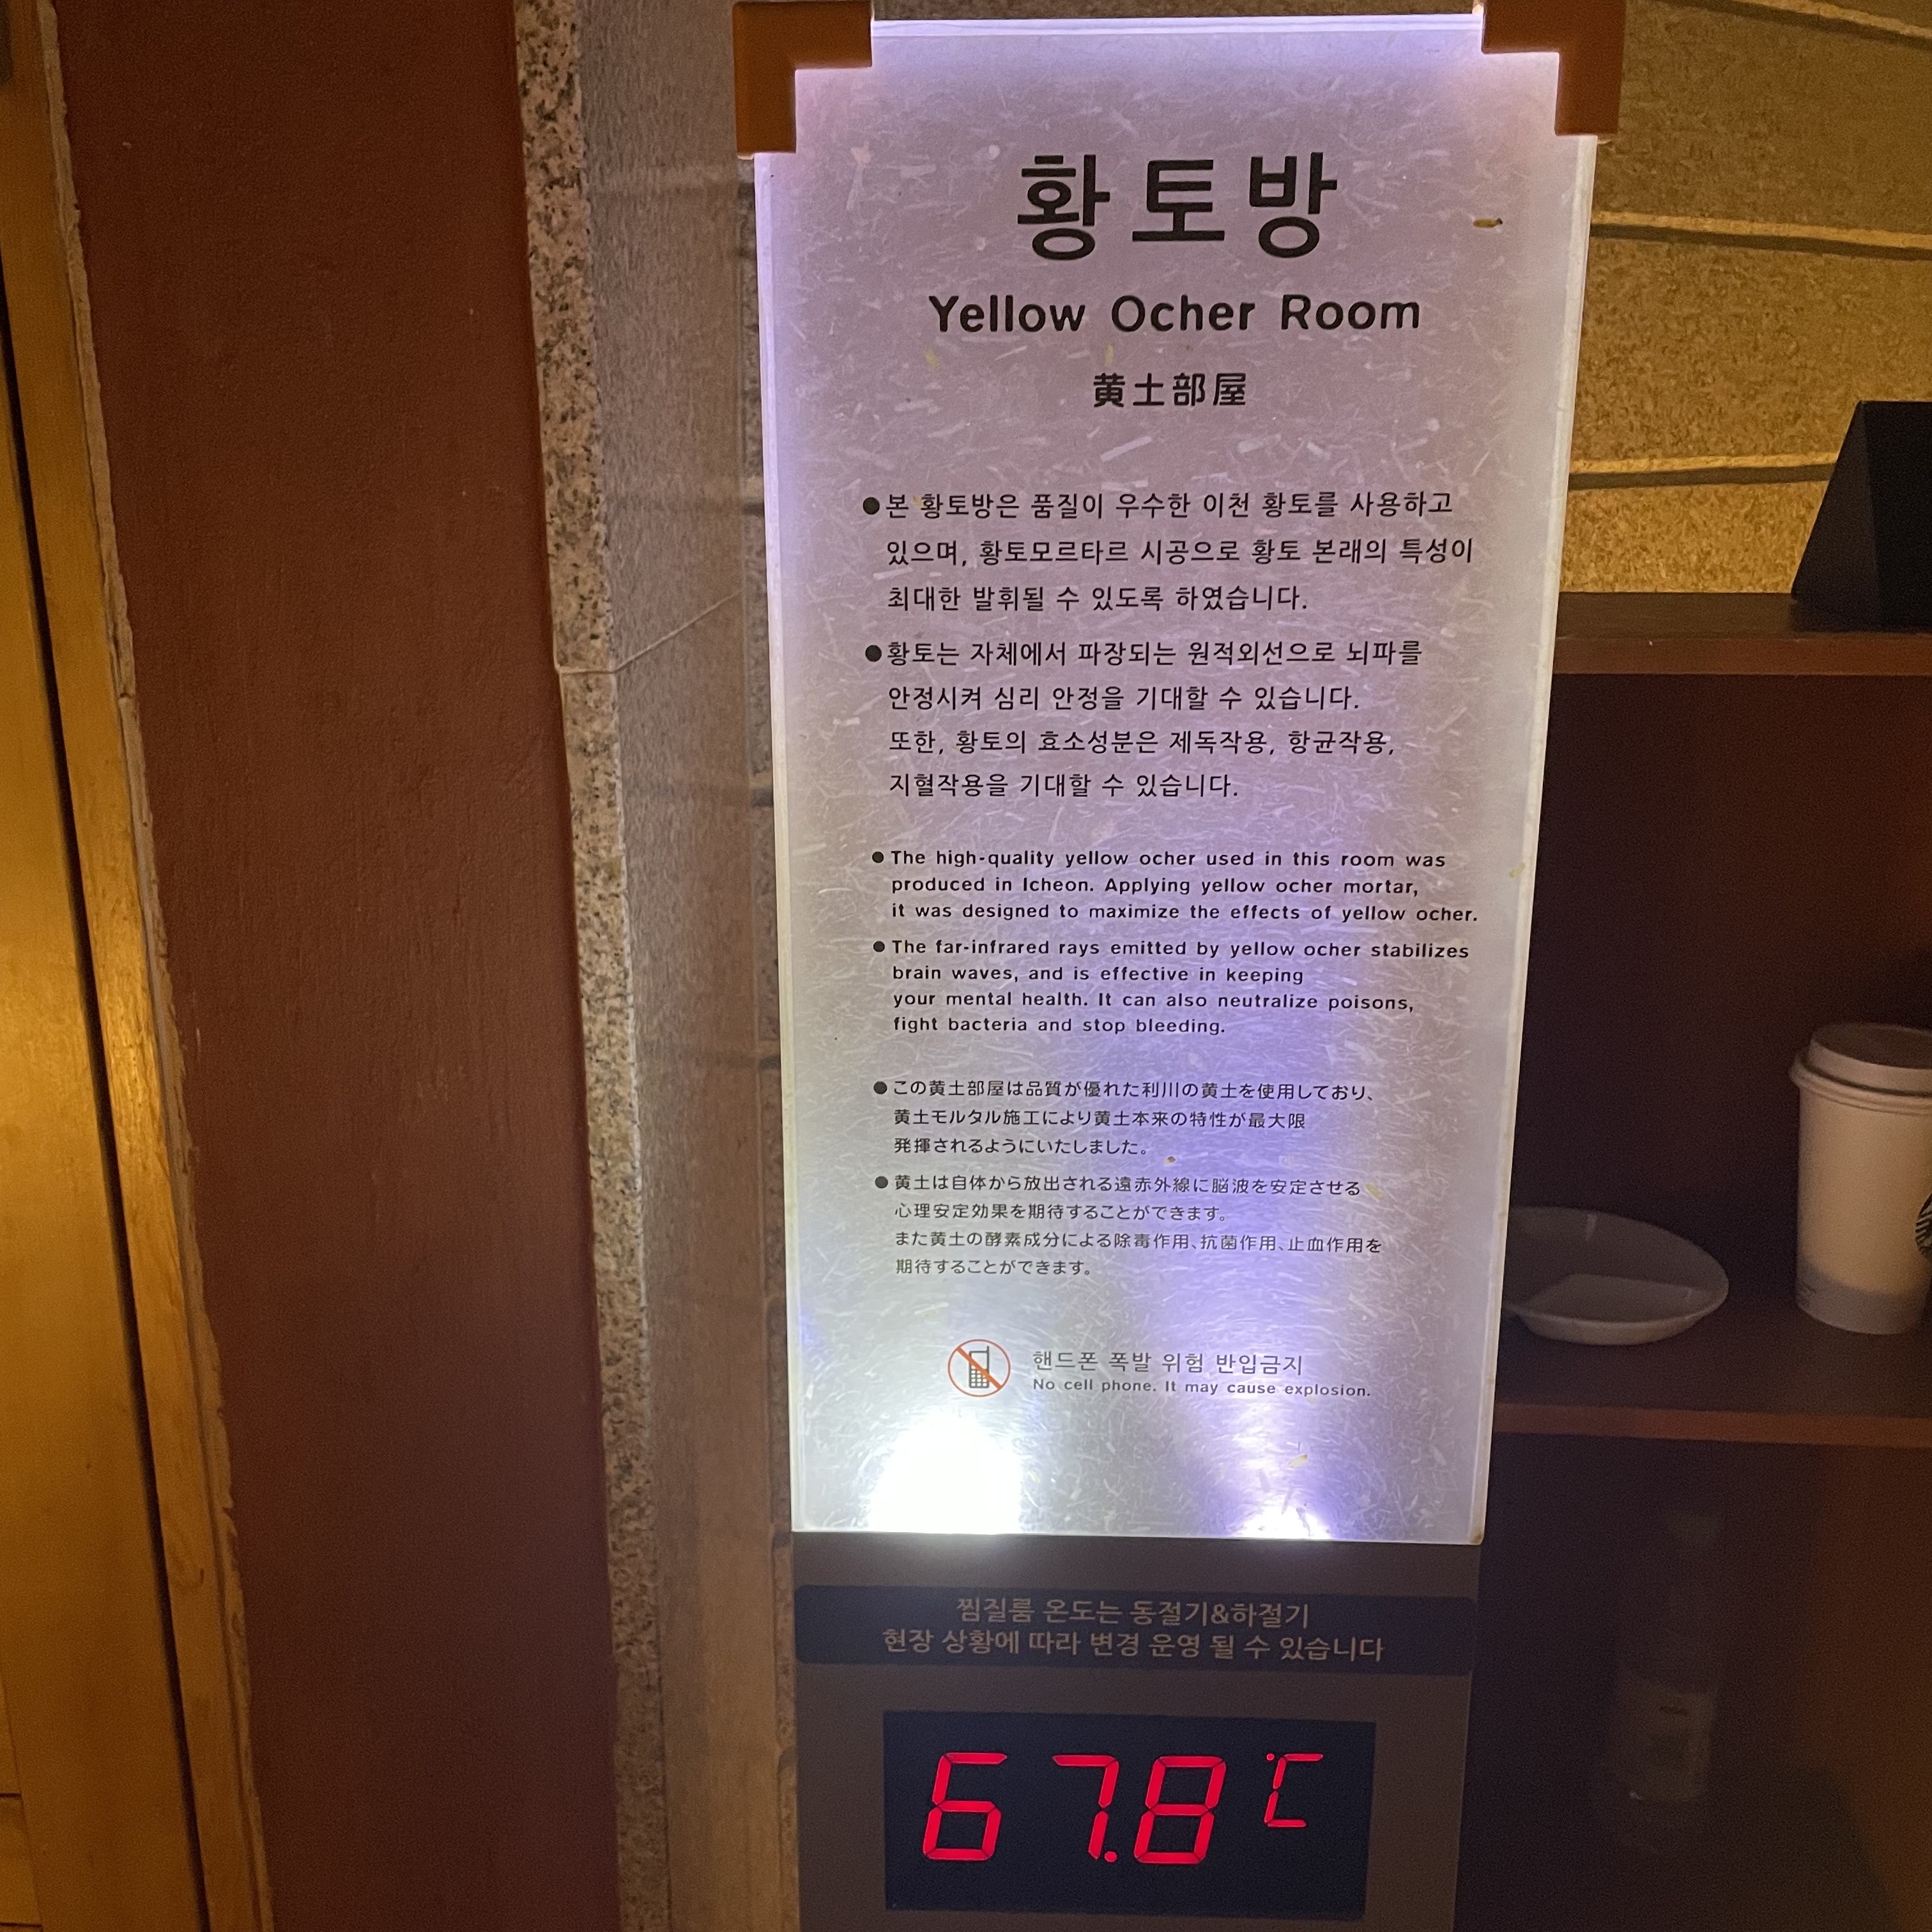 황토방
Yellow Ocher Room
黄土部屋
●본 황토방은 품질이 우수한 이천 황토를 사용하고
있으며, 황토모르타르 시공으로 황토 본래의 특성이
최대한 발휘될 수 있도록 하였습니다.
●황토는 자체에서 파장되는 원적외선으로 뇌파를
안정시켜 심리 안정을 기대할 수 있습니다.
또한, 황토의 효소성분은 제독작용, 항균작용,
지혈작용을 기대할 수 있습니다.
● The high-quality yellow ocher used in this room was
produced in Icheon. Applying yellow ocher mortar,
it was designed to maximize the effects of yellow ocher.
● The far-infrared rays emitted by yellow ocher stabilizes
brain waves, and is effective in keeping
your mental health. It can also neutralize poisons,
fight bacteria and stop bleeding.
● この黄土部屋は品質が優れた利川の黄土を使用しており、
黄土モルタル施工により黄土本来の特性が最大限
発揮されるようにいたしました。
● 黄土は自体から放出される遠赤外線に脳波を安定させる
心理安定効果を期待することができます。
また黄土の酵素成分による除毒作用、抗菌作用、止血作用を
期待することができます。
핸드폰 폭발 위험 반입금지
No cell phone. It may cause explosion.
찜질룸 온도는 동절기&하절기
현장 상황에 따라 변경 운영 될 수 있습니다
67.8 ℃